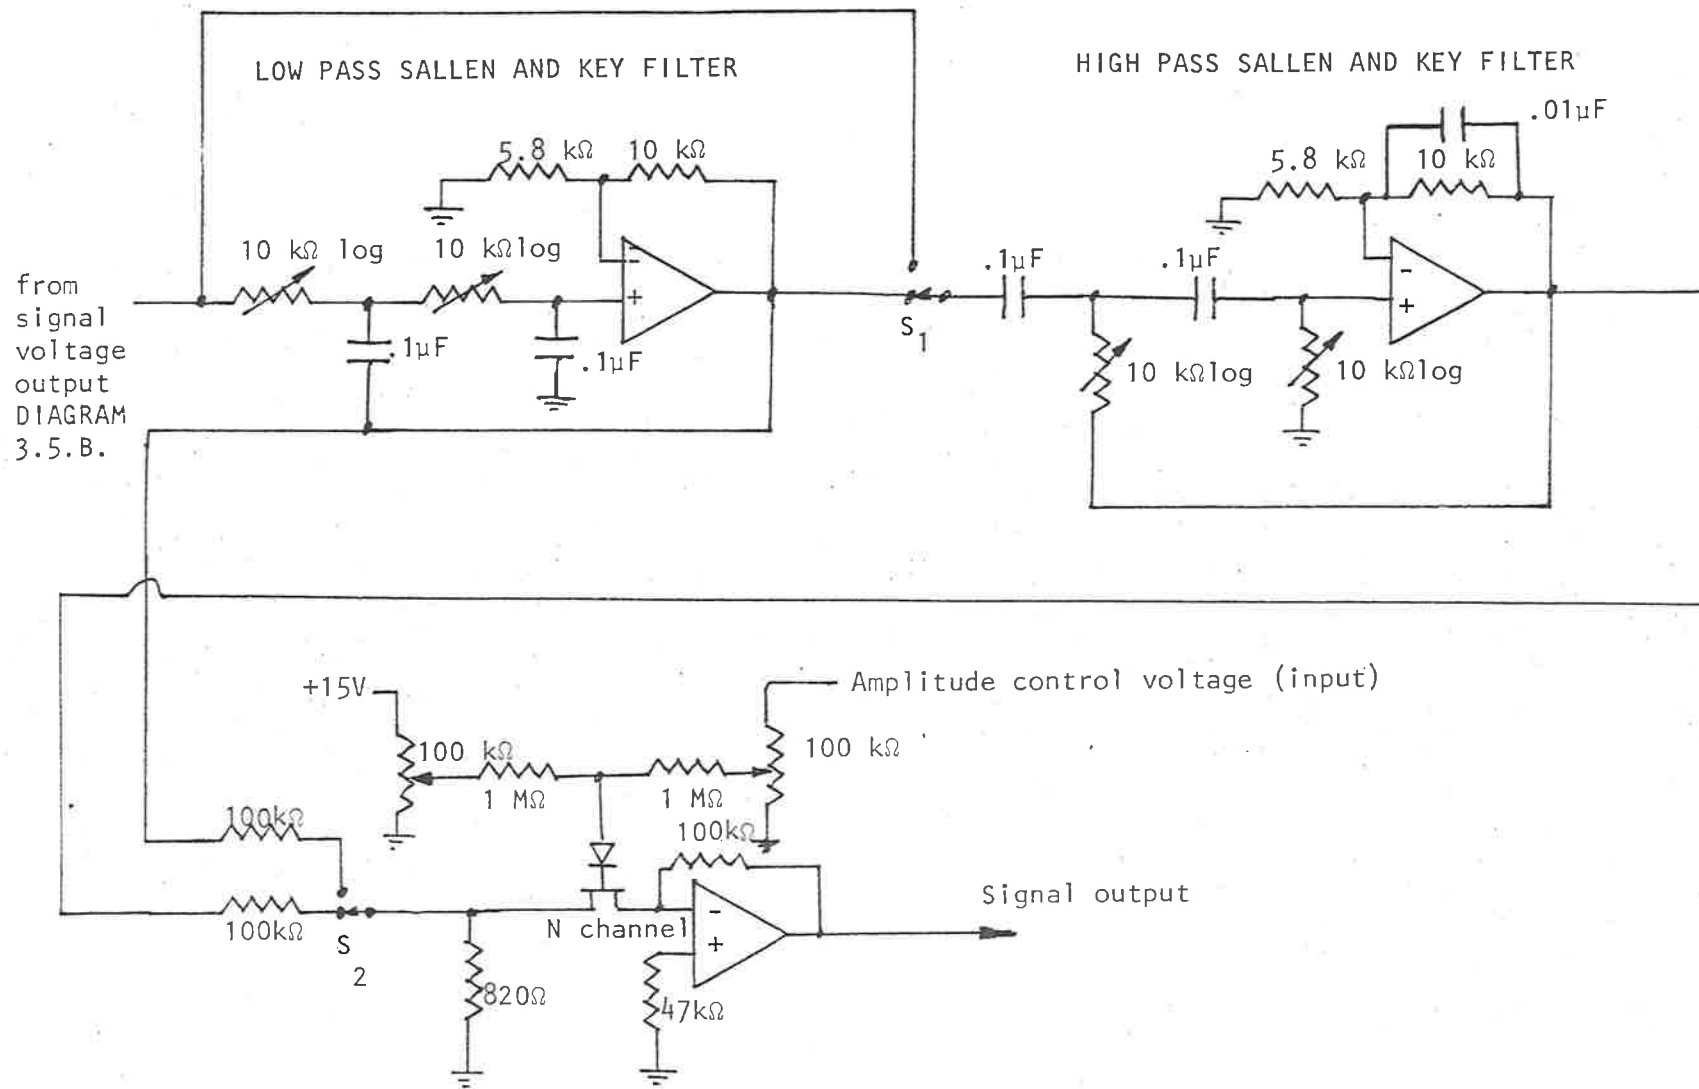 LOW PASS SALLEN AND KEY FILTER
HIGH PASS SALLEN AND KEY FILTER
.01μF
5.8 kΩ
10 kΩ
5.8 kΩ
10 kΩ
-
+
10 kΩ log
10 kΩlog
.1μF
.1μF
-
+
from
signal
voltage
output
DIAGRAM
3.5.B.
.1μF
.1μF
S1
10 kΩlog
10 kΩlog
+15V
Amplitude control voltage (input)
100 kΩ
100 kΩ
1 MΩ
1 MΩ
100kΩ
100kΩ
Signal output
100kΩ
N channel
-
+
S
2
820Ω
47kΩ